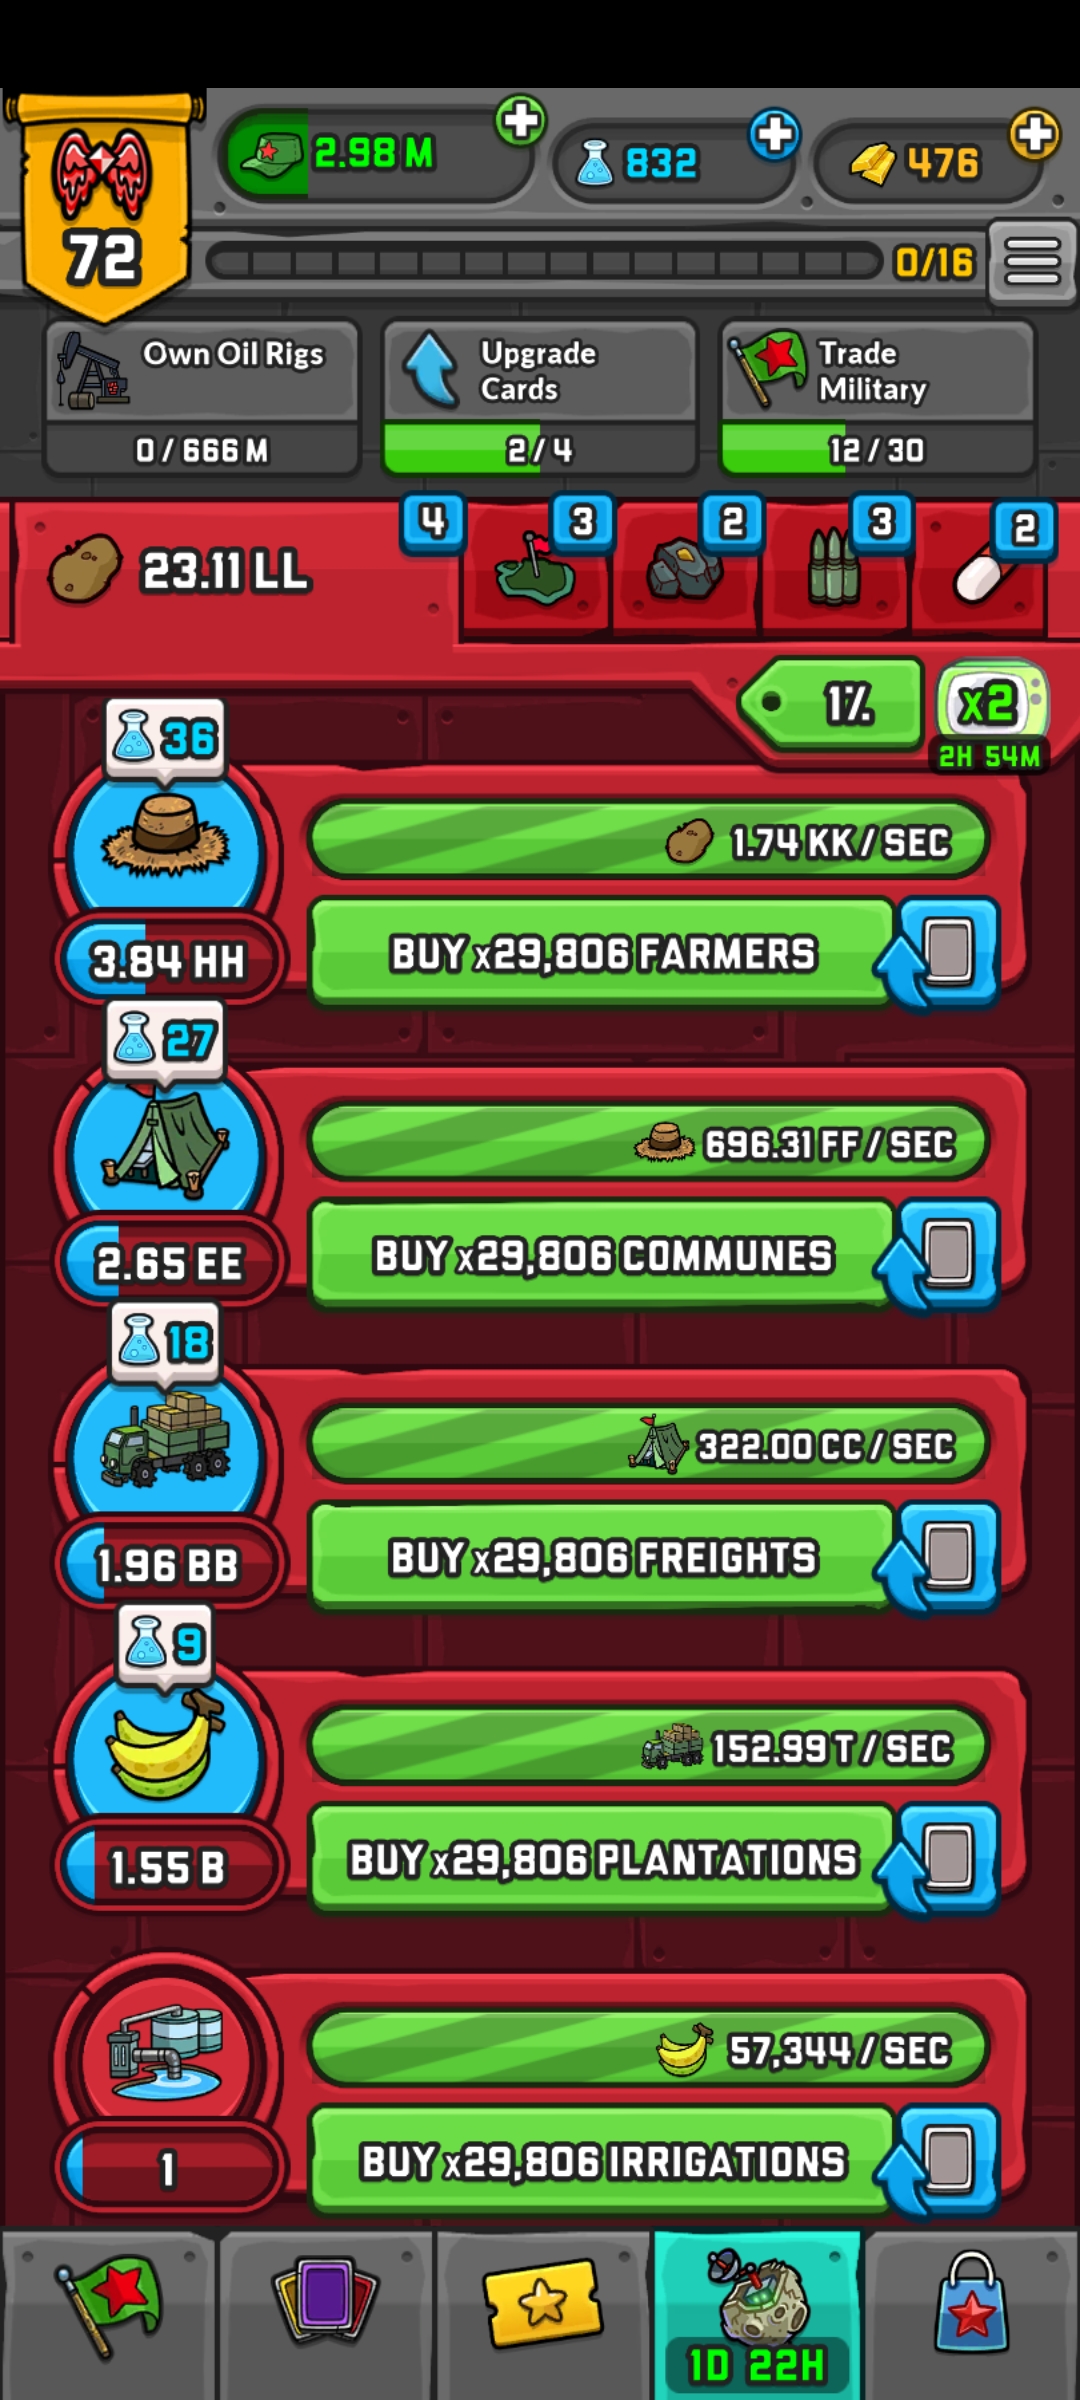 2.98 M
832
476
72
0/16
Own Oil Rigs
0 / 666 M
Upgrade
Cards
2 / 4
Trade
Military
12 / 30
23.11 LL
4
3
2
3
2
1%
x2
2H 54M
36
1.74 KK / SEC
BUY x29,806 FARMERS
3.84 HH
27
696.31 FF / SEC
BUY x29,806 COMMUNES
2.65 EE
18
322.00 CC / SEC
BUY x29,806 FREIGHTS
1.96 BB
9
152.99 T / SEC
BUY x29,806 PLANTATIONS
1.55 B
57,344 / SEC
BUY x29,806 IRRIGATIONS
1
1D 22H